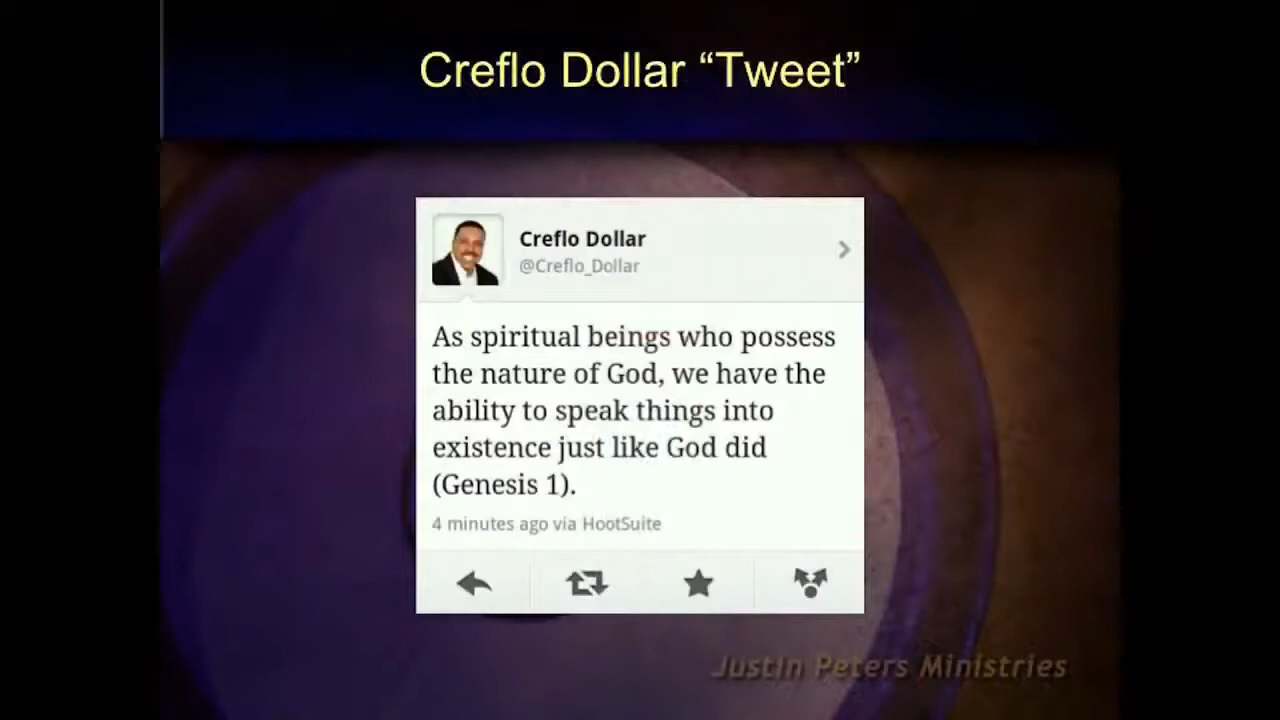 Creflo Dollar “Tweet”
Creflo Dollar
@Creflo_Dollar
As spiritual beings who possess
the nature of God, we have the
ability to speak things into
existence just like God did
(Genesis 1).
4 minutes ago via HootSuite
Justin Peters Ministries